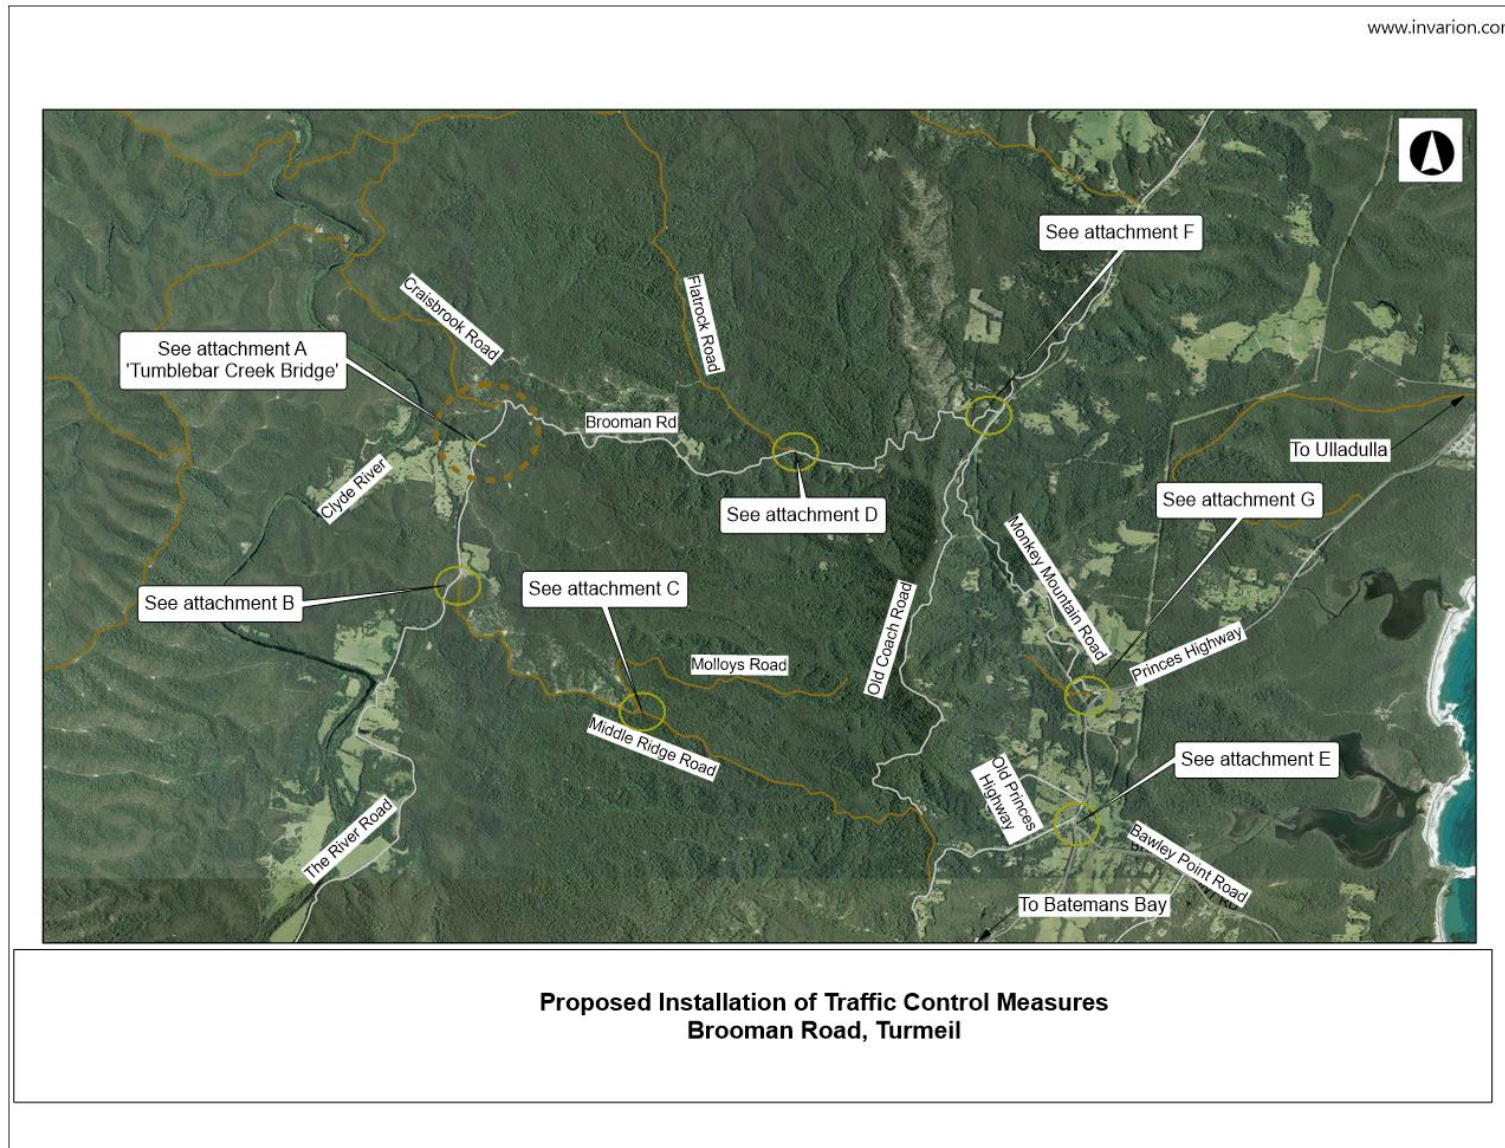 www.invarion.com
See attachment F
Craisbrook Road
Flatrock Road
See attachment A
'Tumblebar Creek Bridge'
Brooman Rd
To Ulladulla
Clyde River
See attachment G
See attachment D
Monkey Mountain Road
See attachment C
See attachment B
Old Coach Road
Princes Highway
Molloys Road
Middle Ridge Road
See attachment E
Old Princes
Highway
The River Road
Bawley Point Road
To Batemans Bay
Proposed Installation of Traffic Control Measures
Brooman Road, Turmeil